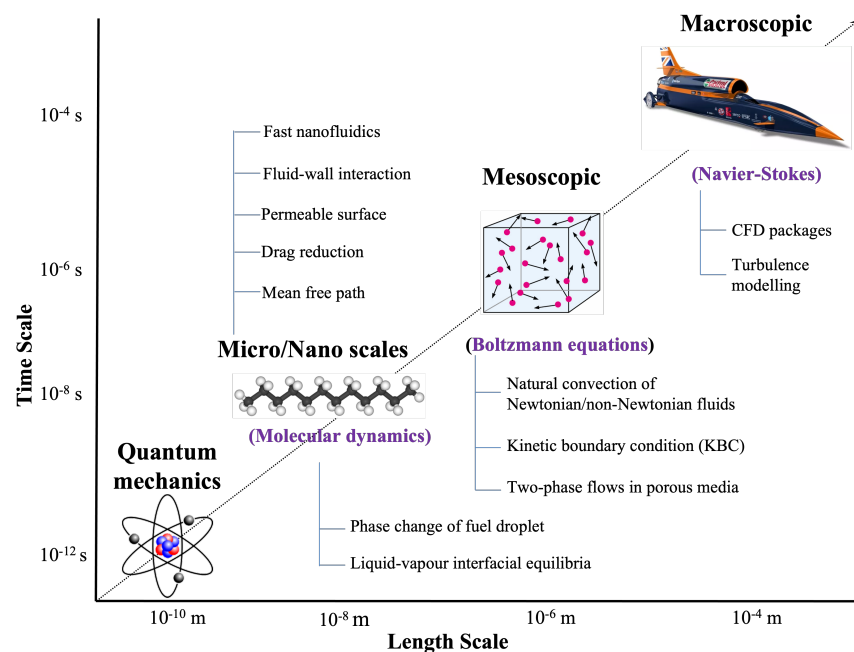 Macroscopic
10⁻⁴ s
Fast nanofluidics
Fluid-wall interaction
Mesoscopic
(Navier-Stokes)
Permeable surface
CFD packages
Drag reduction
Turbulence
modelling
10⁻⁶ s
Mean free path
Time Scale
Micro/Nano scales
(Boltzmann equations)
10⁻⁸ s
Natural convection of
Newtonian/non-Newtonian fluids
(Molecular dynamics)
Kinetic boundary condition (KBC)
Quantum
mechanics
Two-phase flows in porous media
Phase change of fuel droplet
10⁻¹² s
Liquid-vapour interfacial equilibria
10⁻¹⁰ m
10⁻⁸ m
10⁻⁶ m
10⁻⁴ m
Length Scale